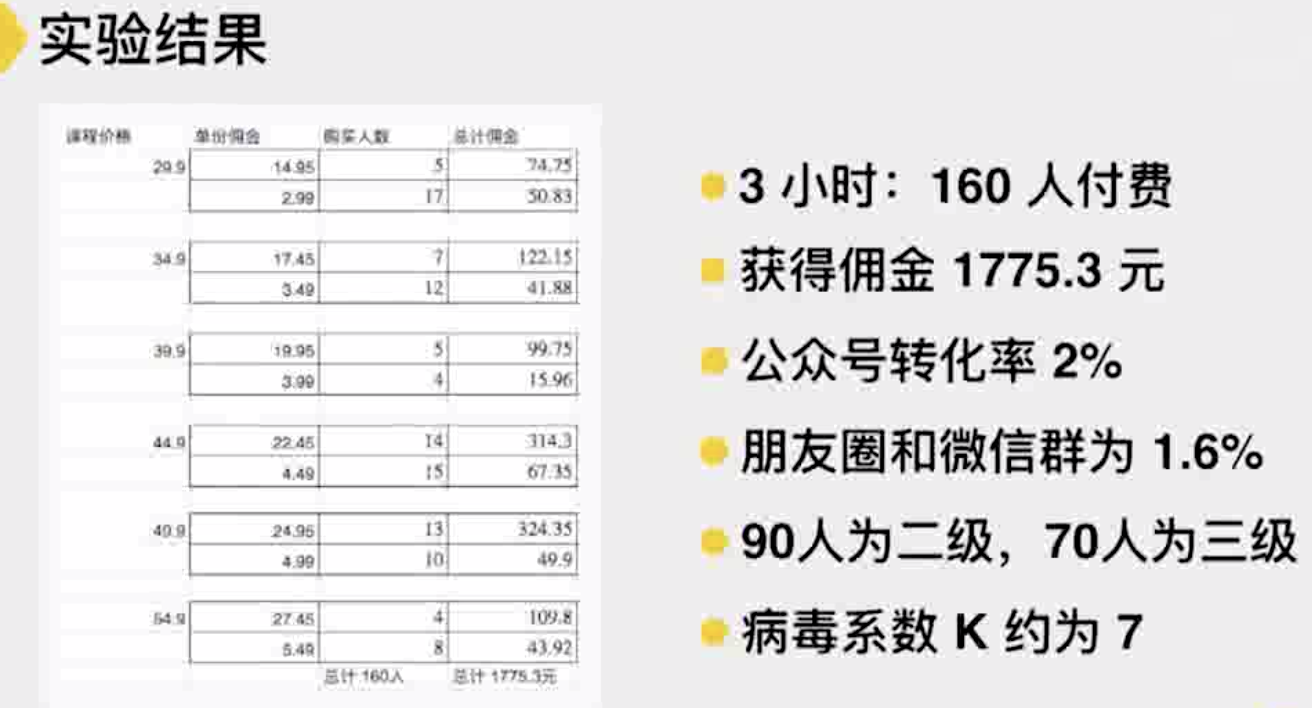 实验结果
课程价格 单份佣金 购买人数 总计佣金
29.9 14.95 5 74.75
2.99 17 50.83
34.9 17.45 7 122.15
3.49 12 41.88
39.9 19.95 5 99.75
3.99 4 15.96
44.9 22.45 14 314.3
4.49 15 67.35
49.9 24.95 13 324.35
4.99 10 49.9
54.9 27.45 4 109.8
5.49 8 43.92
总计 160人 总计 1775.3元
3 小时：160 人付费
获得佣金 1775.3 元
公众号转化率 2%
朋友圈和微信群为 1.6%
90人为二级，70人为三级
病毒系数 K 约为 7